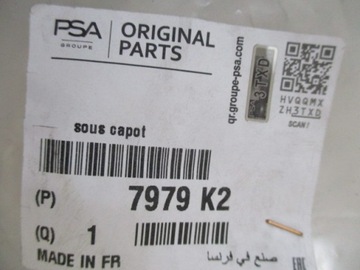 PSA
GROUPE
ORIGINAL
PARTS
qr.groupe-psa.com
3TXD
HVQQMX
ZH3TXD
SCAN!
sous capot
(P) 7979 K2
(Q) 1
MADE IN FR
صنع في فرنسا